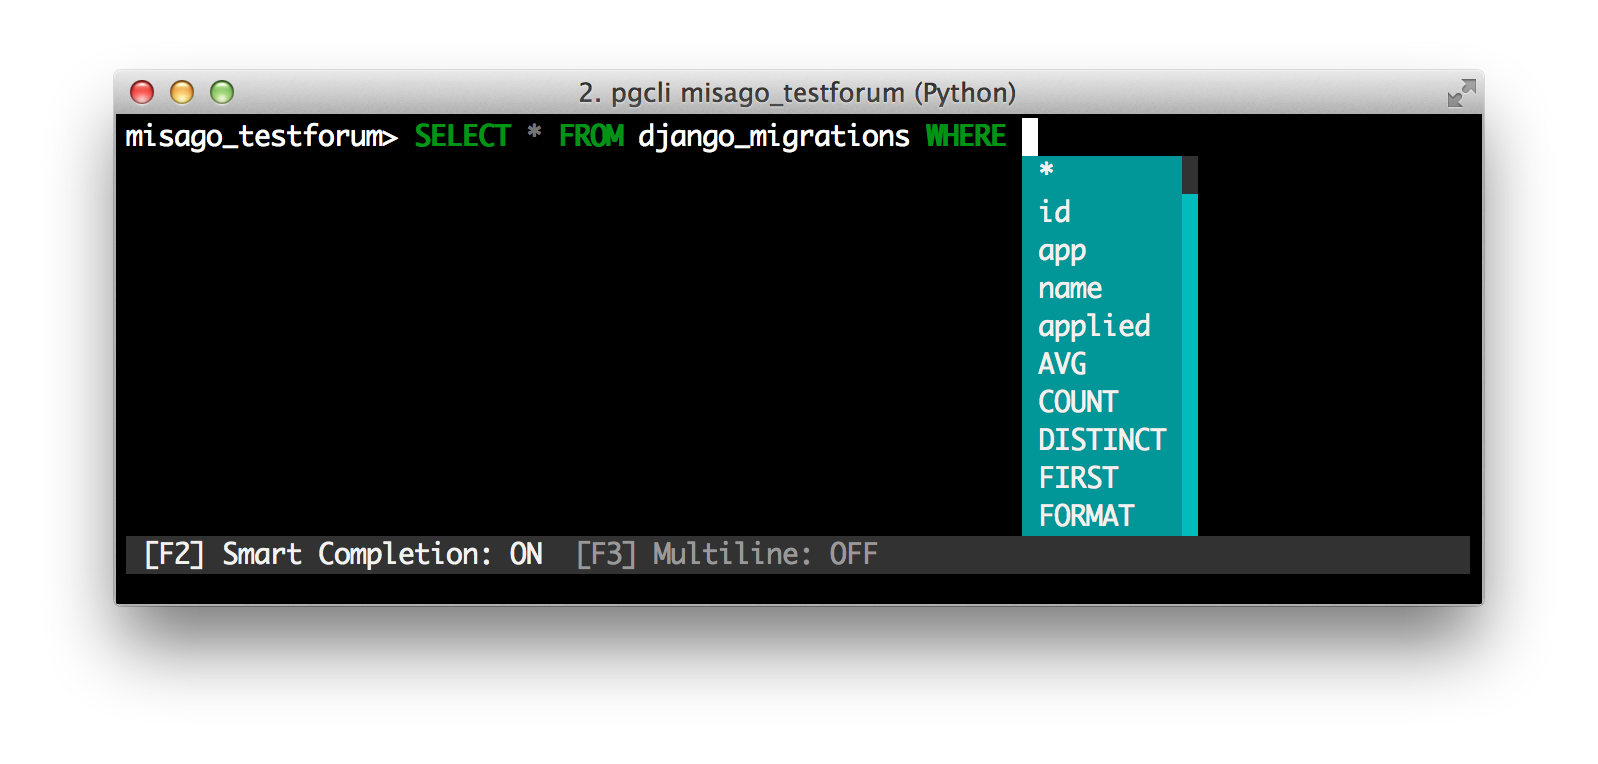 2. pgcli misago_testforum (Python)
misago_testforum> SELECT * FROM django_migrations WHERE
*
id
app
name
applied
AVG
COUNT
DISTINCT
FIRST
FORMAT
[F2] Smart Completion: ON [F3] Multiline: OFF